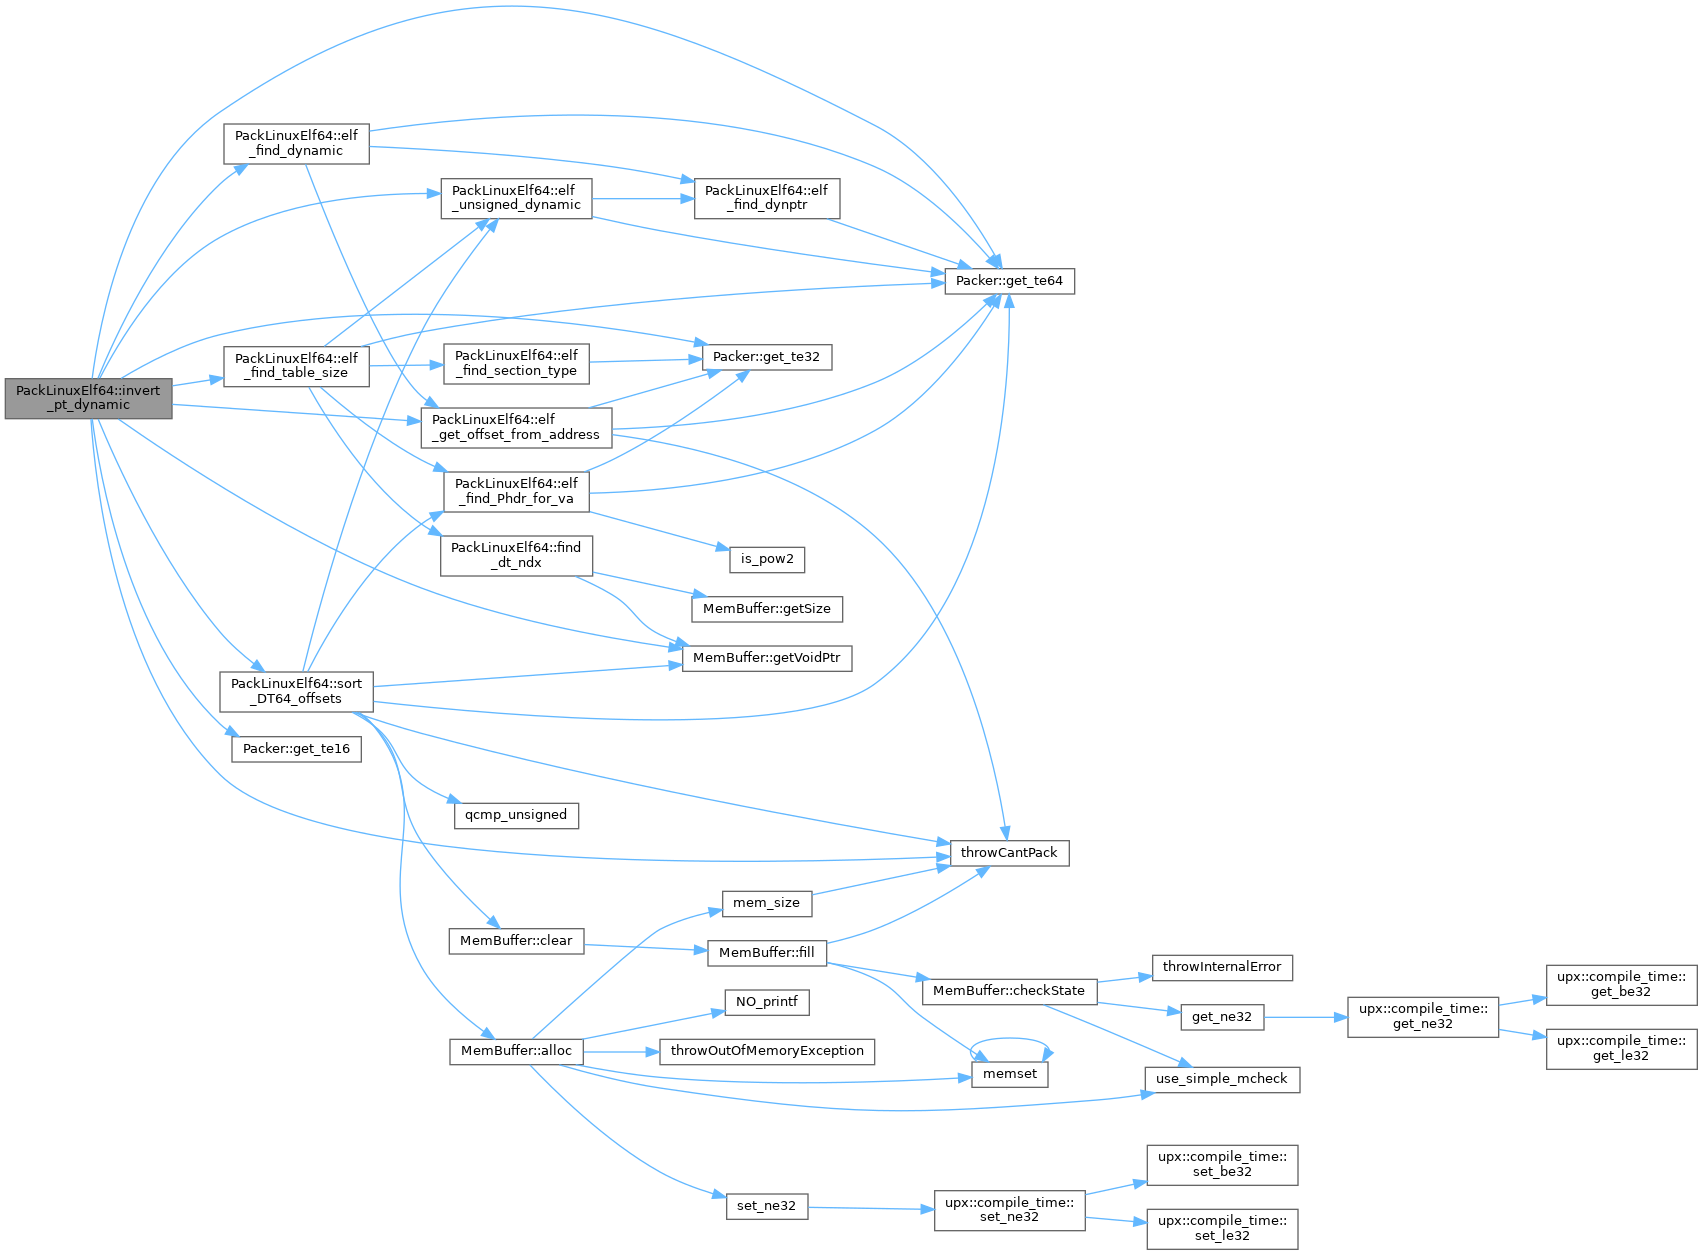 PackLinuxElf64::invert
_pt_dynamic
PackLinuxElf64::elf
_find_dynamic
PackLinuxElf64::elf
_unsigned_dynamic
PackLinuxElf64::elf
_find_dynptr
Packer::get_te64
PackLinuxElf64::elf
_find_table_size
PackLinuxElf64::elf
_find_section_type
Packer::get_te32
PackLinuxElf64::elf
_get_offset_from_address
PackLinuxElf64::elf
_find_Phdr_for_va
PackLinuxElf64::find
_dt_ndx
is_pow2
MemBuffer::getSize
MemBuffer::getVoidPtr
PackLinuxElf64::sort
_DT64_offsets
Packer::get_te16
qcmp_unsigned
throwCantPack
mem_size
MemBuffer::clear
MemBuffer::fill
MemBuffer::checkState
throwInternalError
get_ne32
upx::compile_time::
get_ne32
upx::compile_time::
get_be32
upx::compile_time::
get_le32
NO_printf
MemBuffer::alloc
throwOutOfMemoryException
memset
use_simple_mcheck
set_ne32
upx::compile_time::
set_ne32
upx::compile_time::
set_be32
upx::compile_time::
set_le32